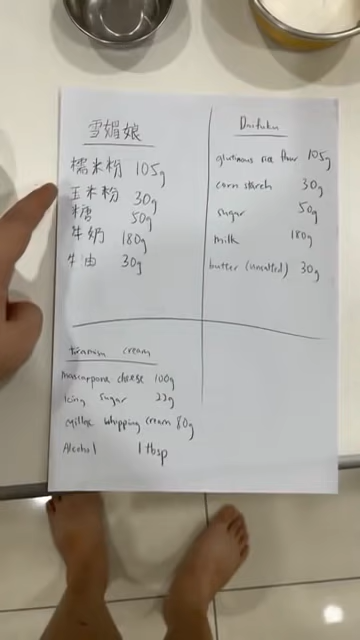 雪媚娘
糯米粉 105g
玉米粉 30g
糖 50g
牛奶 180g
牛油 30g
Daifuku
glutinous rice flour 105g
corn starch 30g
sugar 50g
milk 180g
butter (unsalted) 30g
tiramisu cream
mascarpone cheese 100g
Icing sugar 22g
whipping cream 80g
Alcohol 1 tbsp